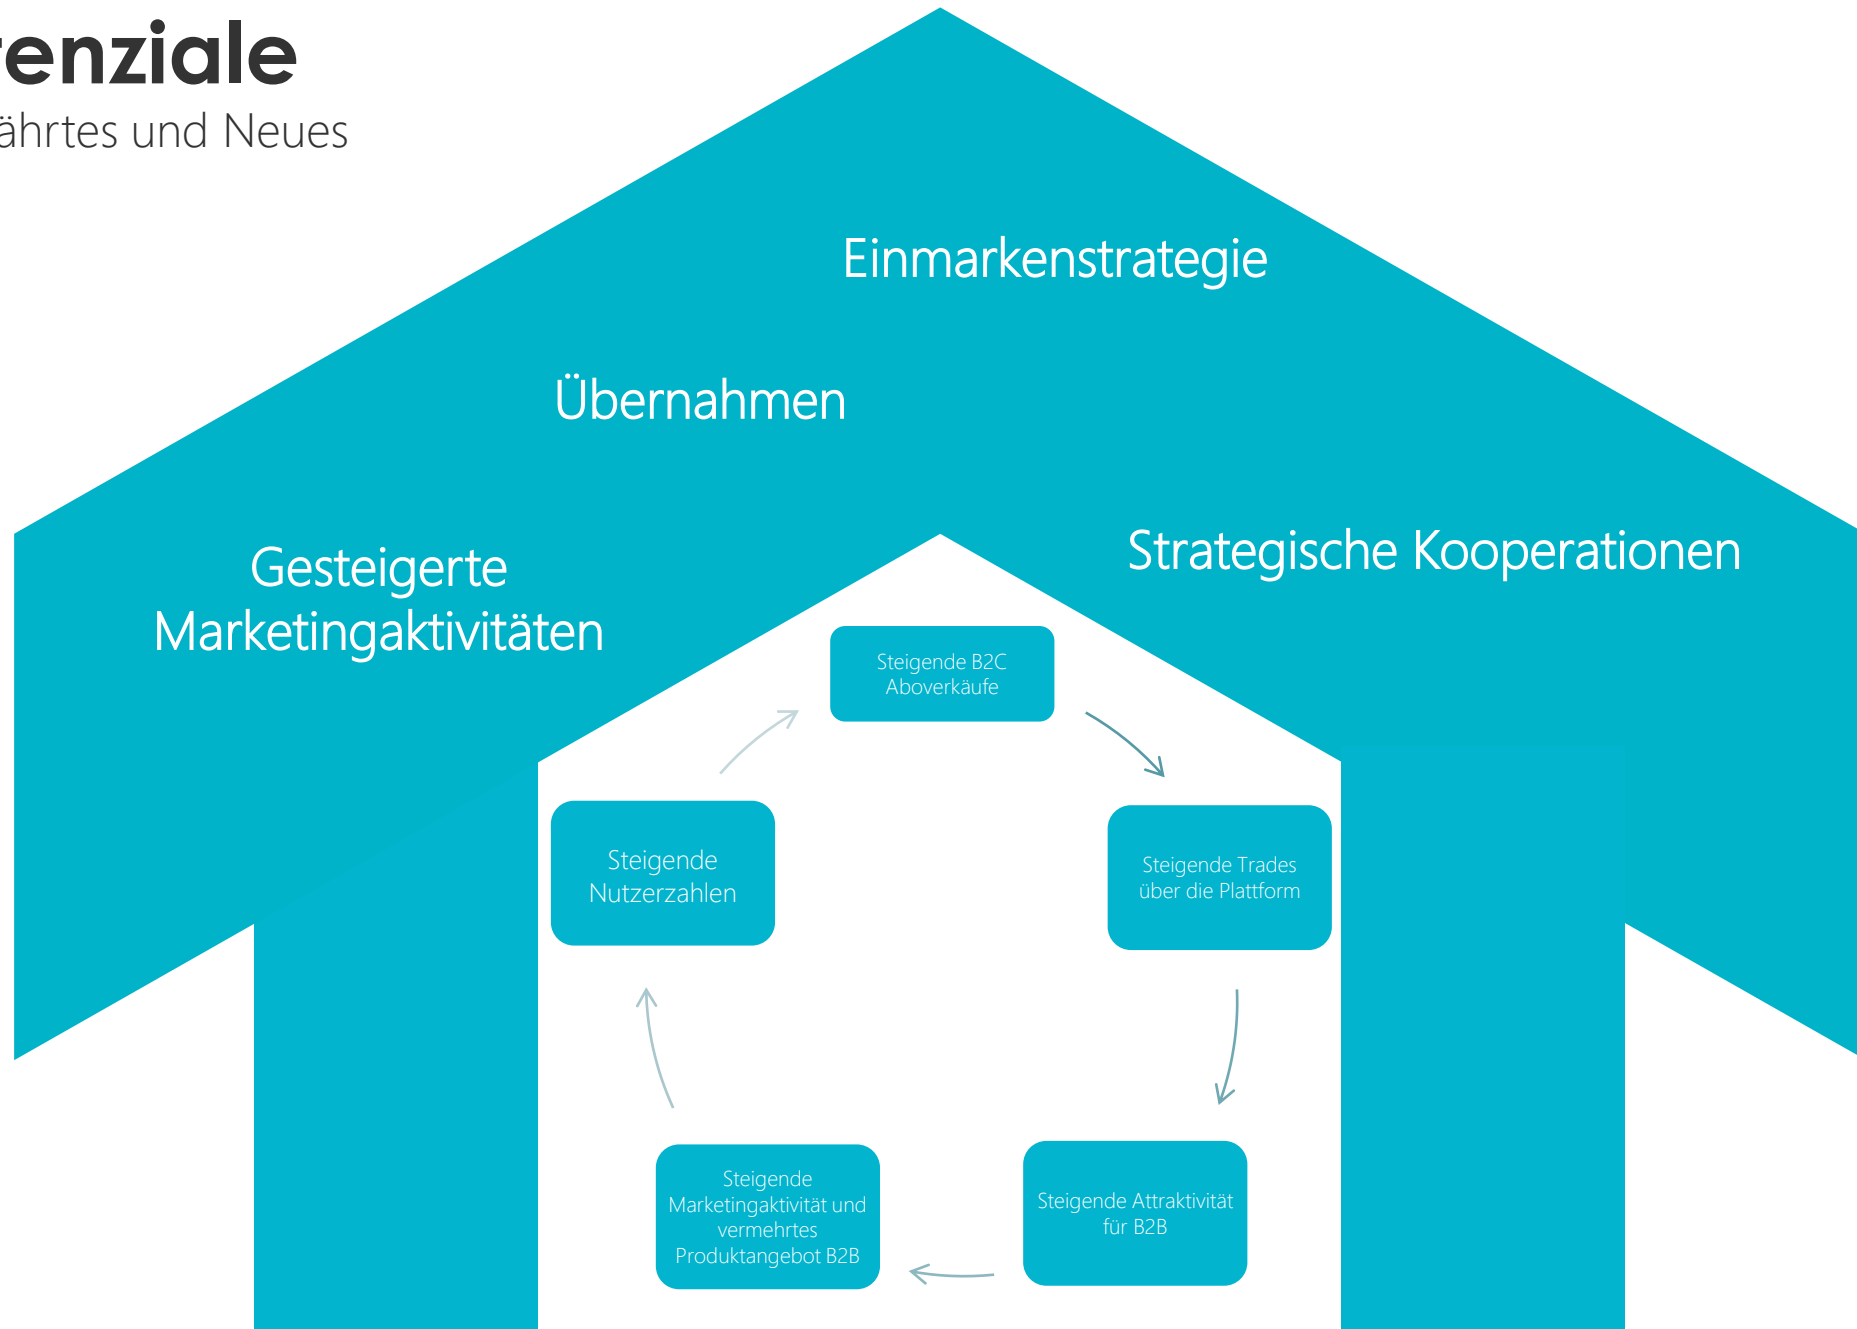 tenziale
ährtes und Neues
Einmarkenstrategie
Übernahmen
Gesteigerte
Marketingaktivitäten
Strategische Kooperationen
Steigende B2C
Aboverkäufe
Steigende Trades
über die Plattform
Steigende Attraktivität
für B2B
Steigende
Marketingaktivität und
vermehrtes
Produktangebot B2B
Steigende
Nutzerzahlen